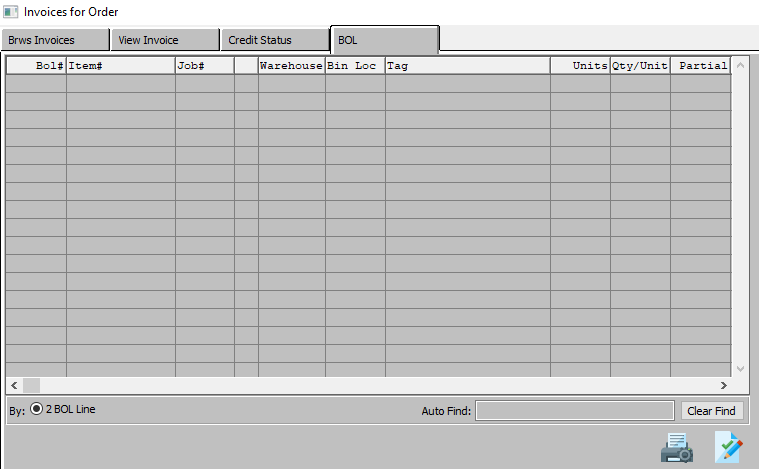 Invoices for Order
Brws Invoices View Invoice Credit Status BOL
Bol# Item# Job# Warehouse Bin Loc Tag Units Qty/Unit Partial
By: 2 BOL Line Auto Find: Clear Find